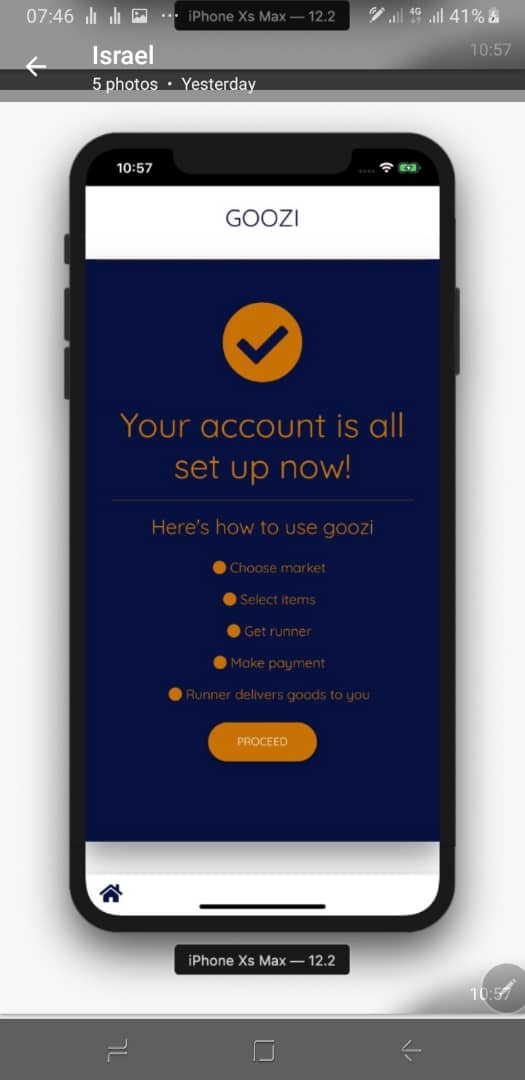 07:46 ... iPhone Xs Max — 12.2 4G 41%
Israel
10:57
5 photos • Yesterday
10:57
GOOZI
Your account is all
set up now!
Here's how to use goozi
Choose market
Select items
Get runner
Make payment
Runner delivers goods to you
PROCEED
iPhone Xs Max — 12.2
10:57